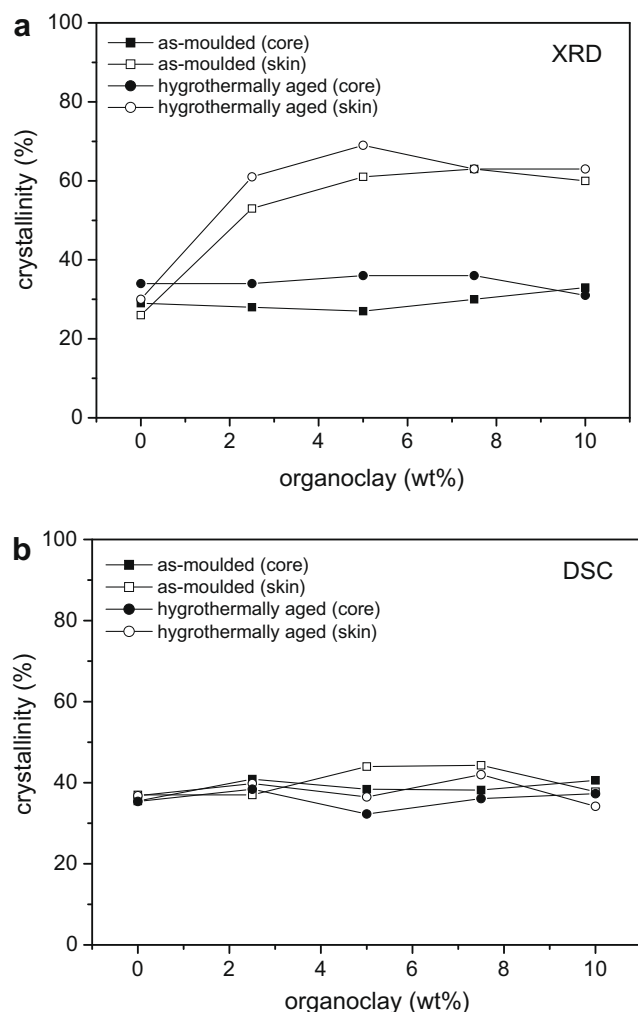 a
100
80
60
40
20
0
crystallinity (%)
as-moulded (core)
as-moulded (skin)
hygrothermally aged (core)
hygrothermally aged (skin)
XRD
0 2 4 6 8 10
organoclay (wt%)
b
100
80
60
40
20
0
crystallinity (%)
as-moulded (core)
as-moulded (skin)
hygrothermally aged (core)
hygrothermally aged (skin)
DSC
0 2 4 6 8 10
organoclay (wt%)